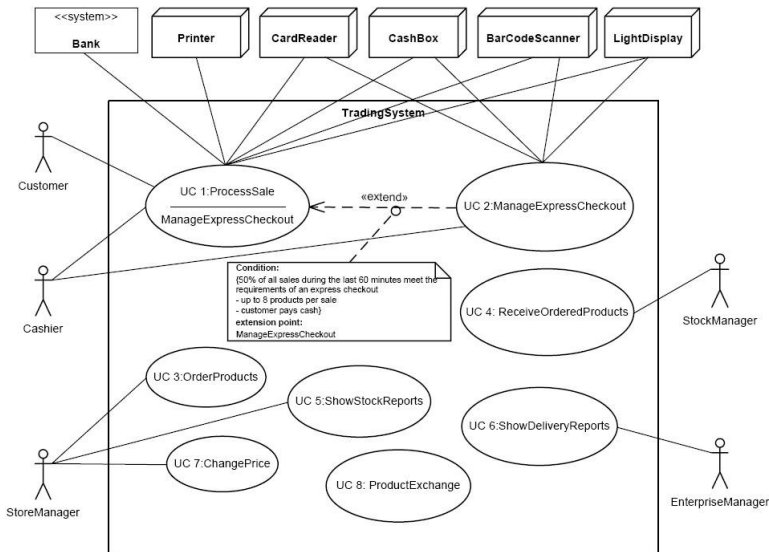 <<system>>
Bank
Printer
CardReader
CashBox
BarCodeScanner
LightDisplay
TradingSystem
Customer
UC 1:ProcessSale
ManageExpressCheckout
«extend»
UC 2:ManageExpressCheckout
Cashier
Condition:
{50% of all sales during the last 60 minutes meet the
requirements of an express checkout
- up to 8 products per sale
- customer pays cash}
extension point:
ManageExpressCheckout
UC 4: ReceiveOrderedProducts
StockManager
UC 3:OrderProducts
UC 5:ShowStockReports
UC 6:ShowDeliveryReports
UC 7:ChangePrice
UC 8: ProductExchange
StoreManager
EnterpriseManager